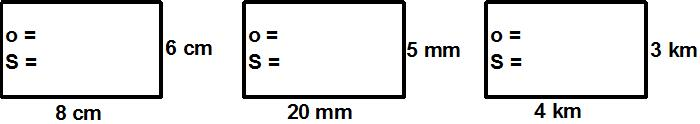 o =
S =
6 cm
8 cm
o =
S =
5 mm
20 mm
o =
S =
3 km
4 km